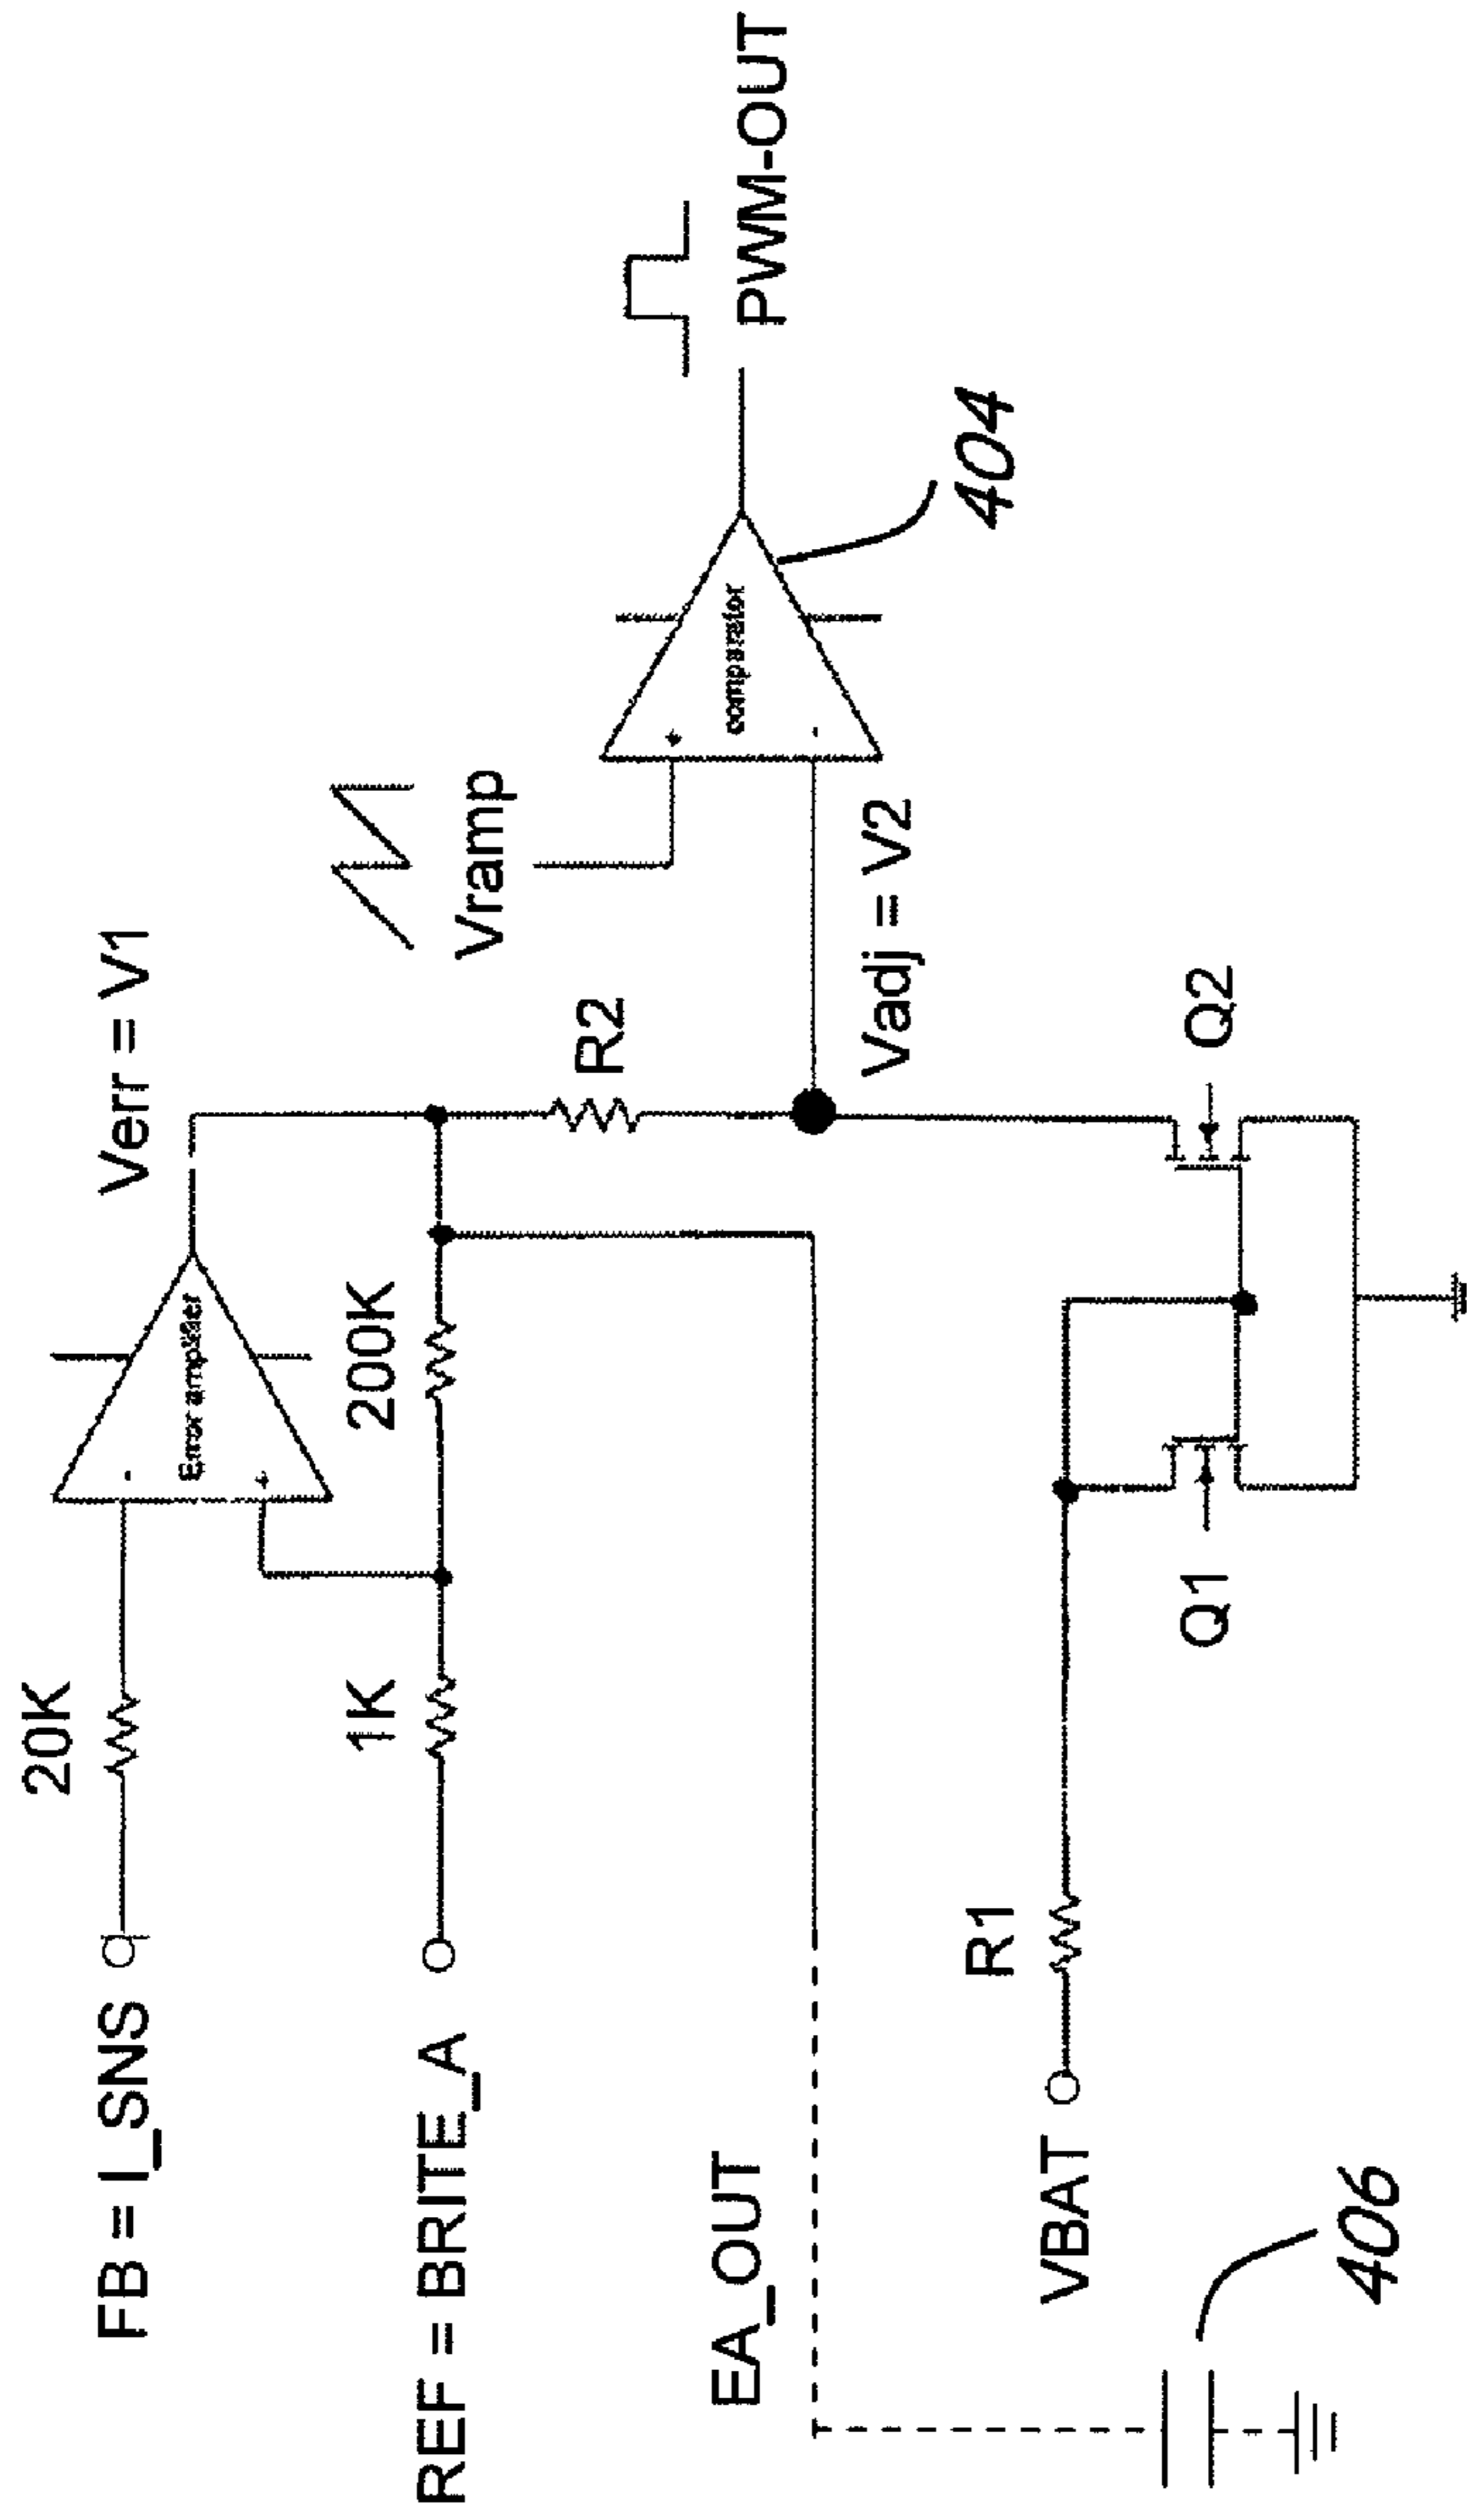 FB = I_SNS
20K
Error amplifier
Verr = V1
REF = BRITE_A
1K
200K
R2
Vramp
EA_OUT
comparator
PWM-OUT
Vadj = V2
404
R1
VBAT
Q1
Q2
406